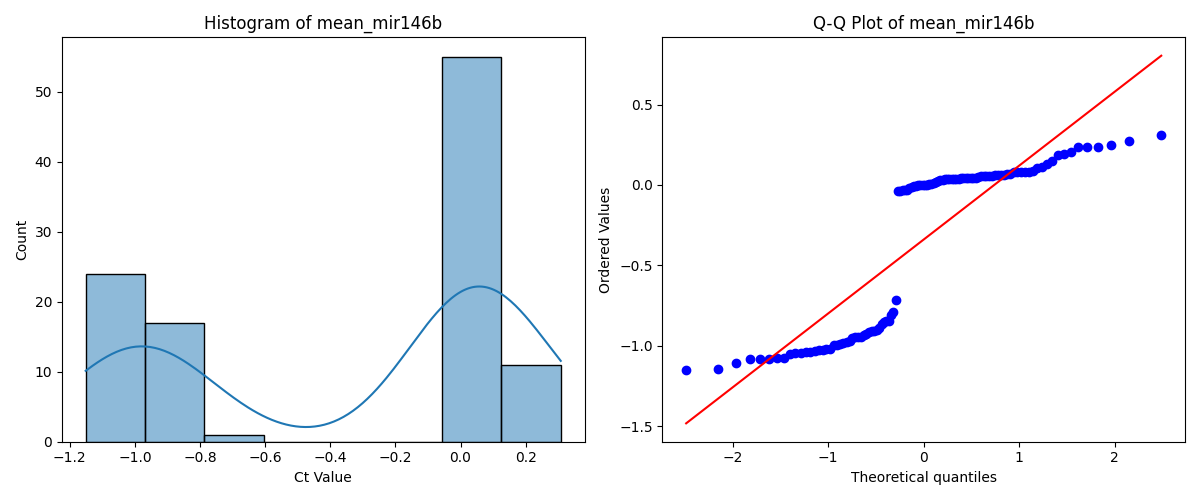 Histogram of mean_mir146b
Count
50
40
30
20
10
0
−1.2 −1.0 −0.8 −0.6 −0.4 −0.2 0.0 0.2
Ct Value
Q-Q Plot of mean_mir146b
Ordered Values
0.5
0.0
−0.5
−1.0
−1.5
−2 −1 0 1 2
Theoretical quantiles